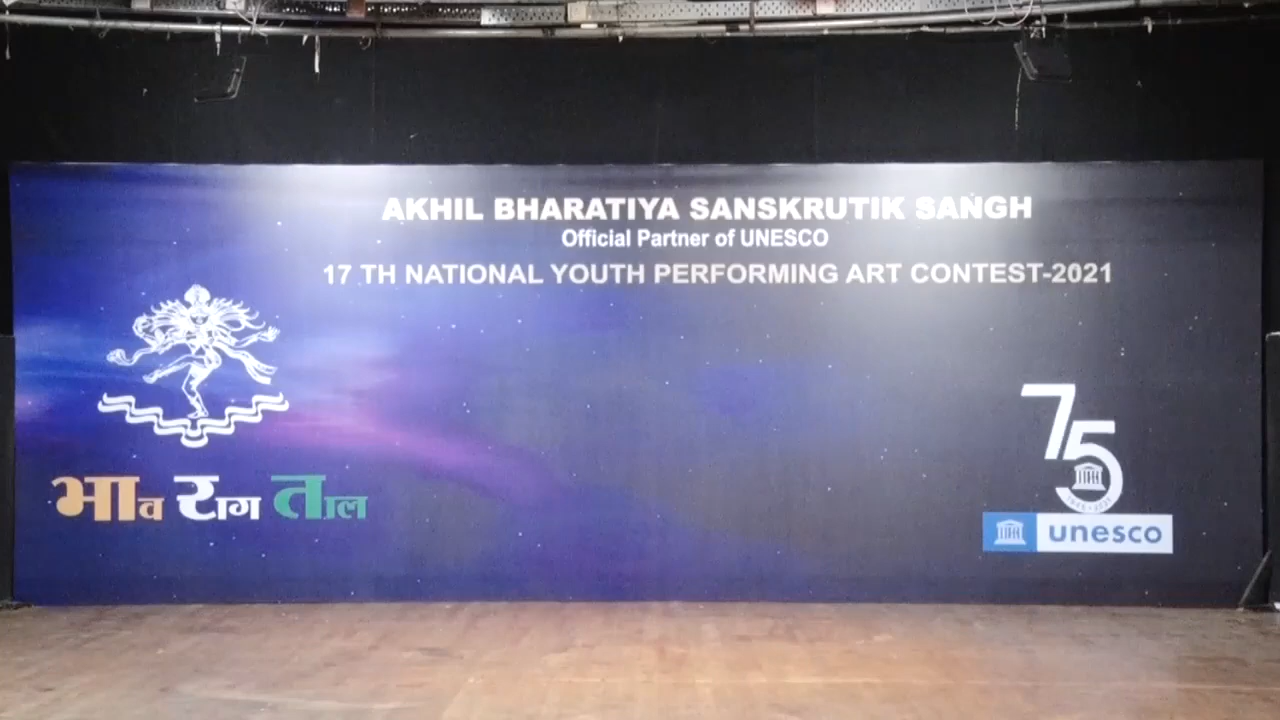 AKHIL BHARATIYA SANSKRUTIK SANGH
Official Partner of UNESCO
17 TH NATIONAL YOUTH PERFORMING ART CONTEST-2021
भाव राग ताल
75
unesco